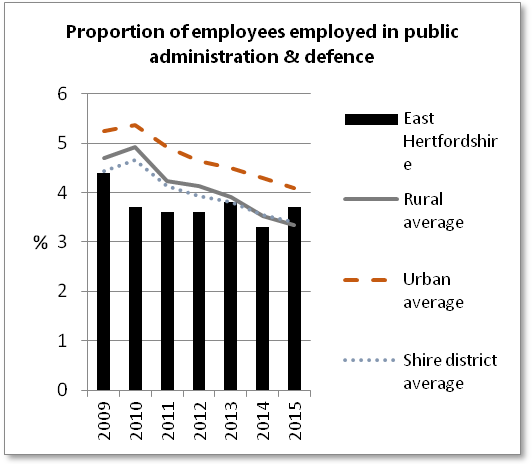 Proportion of employees employed in public
administration & defence
6
5
4
3
2
1
0
%
2009
2010
2011
2012
2013
2014
2015
East
Hertfordshir
e
Rural
average
Urban
average
Shire district
average